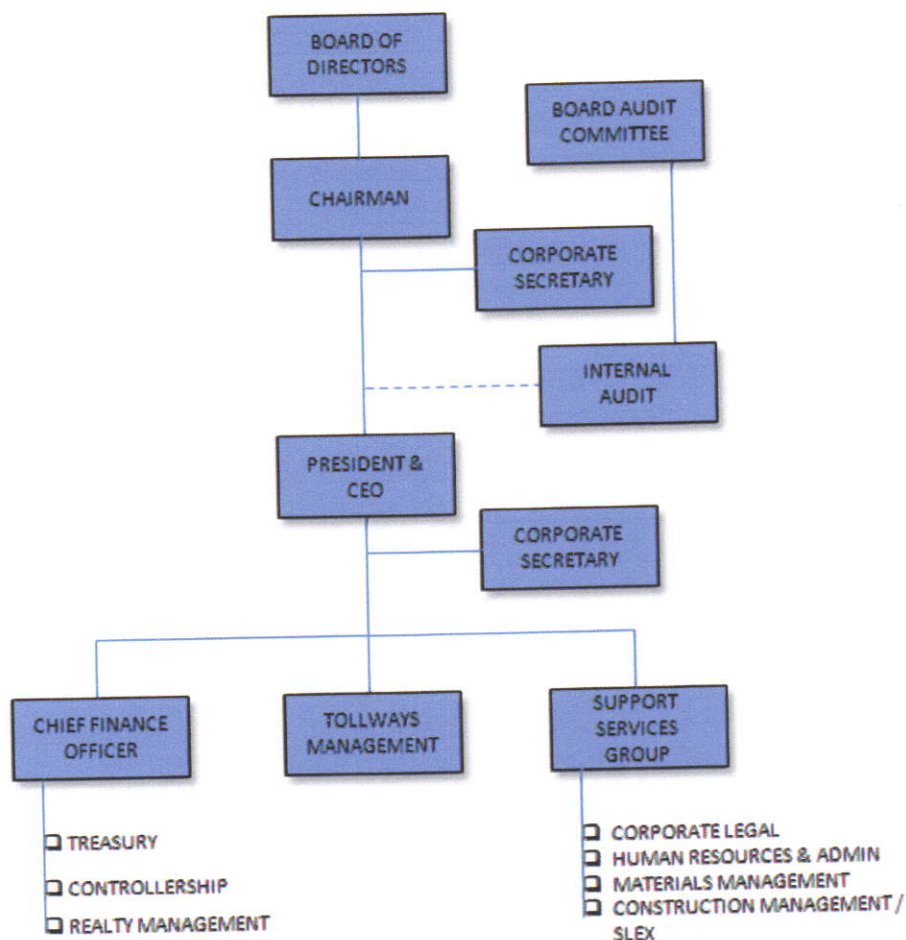 BOARD OF
DIRECTORS
BOARD AUDIT
COMMITTEE
CHAIRMAN
CORPORATE
SECRETARY
INTERNAL
AUDIT
PRESIDENT &
CEO
CORPORATE
SECRETARY
CHIEF FINANCE
OFFICER
TOLLWAYS
MANAGEMENT
SUPPORT
SERVICES
GROUP
TREASURY
CONTROLLERSHIP
REALTY MANAGEMENT
CORPORATE LEGAL
HUMAN RESOURCES & ADMIN
MATERIALS MANAGEMENT
CONSTRUCTION MANAGEMENT /
SLEX